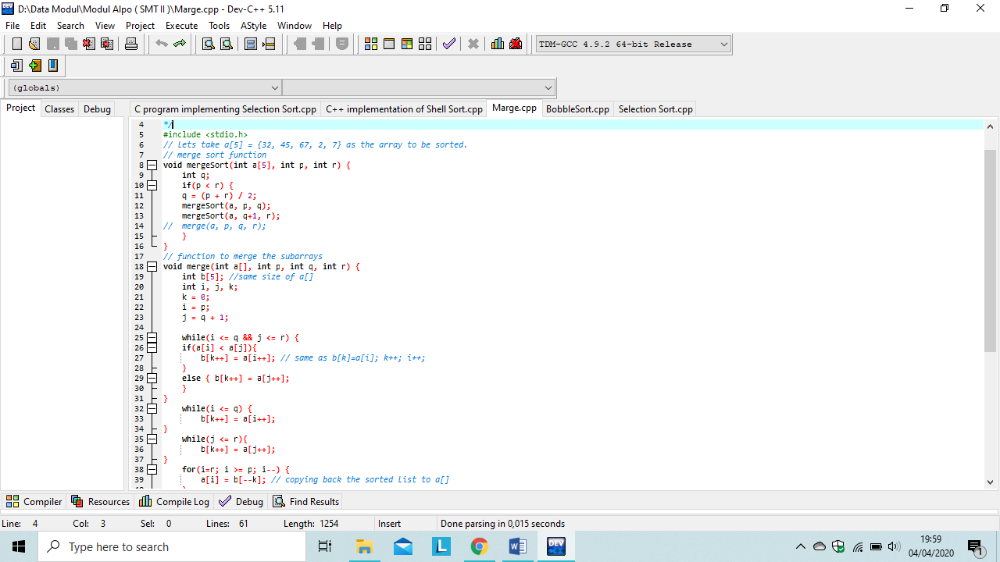 D:\Data Modul\Modul Alpo ( SMT II )\Marge.cpp - Dev-C++ 5.11
File Edit Search View Project Execute Tools AStyle Window Help
TDM-GCC 4.9.2 64-bit Release
(globals)
Project Classes Debug C program implementing Selection Sort.cpp C++ implementation of Shell Sort.cpp Marge.cpp BobbleSort.cpp Selection Sort.cpp
4 */
5 #include <stdio.h>
6 // Lets take a[5] = {32, 45, 67, 2, 7} as the array to be sorted.
7 // merge sort function
8 void mergeSort(int a[5], int p, int r) {
9 int q;
10 if(p < r) {
11 q = (p + r) / 2;
12 mergeSort(a, p, q);
13 mergeSort(a, q+1, r);
14 // merge(a, p, q, r);
15 }
16 }
17 // function to merge the subarrays
18 void merge(int a[], int p, int q, int r) {
19 int b[5]; //same size of a[]
20 int i, j, k;
21 k = 0;
22 i = p;
23 j = q + 1;
24
25 while(i <= q && j <= r) {
26 if(a[i] < a[j]){
27 b[k++] = a[i++]; // same as b[k]=a[i]; k++; i++;
28 }
29 else { b[k++] = a[j++];
30 }
31 }
32 while(i <= q) {
33 b[k++] = a[i++];
34 }
35 while(j <= r){
36 b[k++] = a[j++];
37 }
38 for(i=r; i >= p; i--) {
39 a[i] = b[--k]; // copying back the sorted list to a[]
Compiler Resources Compile Log Debug Find Results
Line: 4 Col: 3 Sel: 0 Lines: 61 Length: 1254 Insert Done parsing in 0,015 seconds
Type here to search
19:59
04/04/2020
1